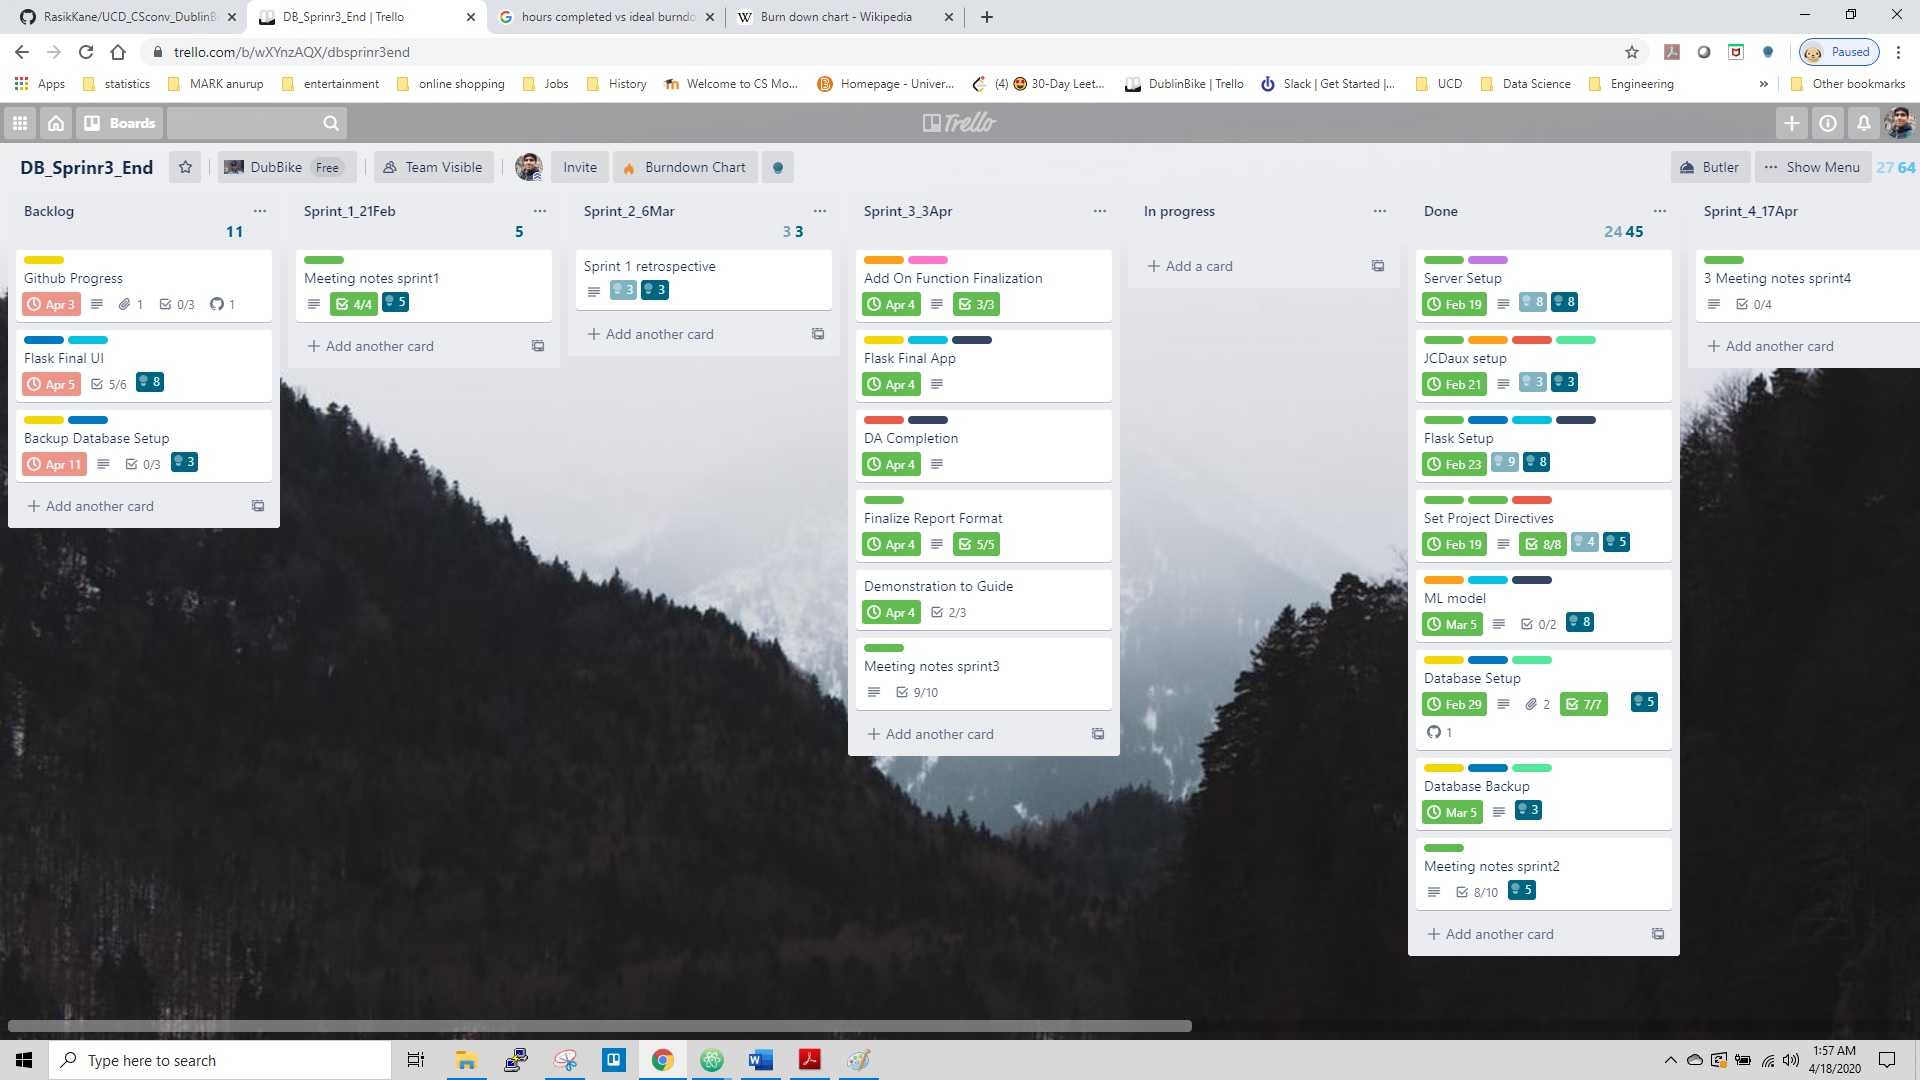 RasikKane/UCD_CSconv_DublinB
DB_Sprinr3_End | Trello
hours completed vs ideal burndo
Burn down chart - Wikipedia
trello.com/b/wXYnzAQX/dbsprinr3end
Paused
Apps
statistics
MARK anurup
entertainment
online shopping
Jobs
History
Welcome to CS Mo...
Homepage - Univer...
(4) 30-Day Leet...
DublinBike | Trello
Slack | Get Started |...
UCD
Data Science
Engineering
»
Other bookmarks
Boards
Trello
DB_Sprinr3_End
DubBike Free
Team Visible
Invite
Burndown Chart
Butler
Show Menu
27 64
Backlog
11
Github Progress
Apr 3 1 0/3 1
Flask Final UI
Apr 5 5/6 8
Backup Database Setup
Apr 11 0/3 3
+ Add another card
Sprint_1_21Feb
5
Meeting notes sprint1
4/4 5
+ Add another card
Sprint_2_6Mar
3 3
Sprint 1 retrospective
3 3
+ Add another card
Sprint_3_3Apr
Add On Function Finalization
Apr 4 3/3
Flask Final App
Apr 4
DA Completion
Apr 4
Finalize Report Format
Apr 4 5/5
Demonstration to Guide
Apr 4 2/3
Meeting notes sprint3
9/10
+ Add another card
In progress
+ Add a card
Done
24 45
Server Setup
Feb 19 8 8
JCDaux setup
Feb 21 3 3
Flask Setup
Feb 23 9 8
Set Project Directives
Feb 19 8/8 4 5
ML model
Mar 5 0/2 8
Database Setup
Feb 29 2 7/7 5
1
Database Backup
Mar 5 3
Meeting notes sprint2
8/10 5
+ Add another card
Sprint_4_17Apr
3 Meeting notes sprint4
0/4
+ Add another card
Type here to search
1:57 AM
4/18/2020